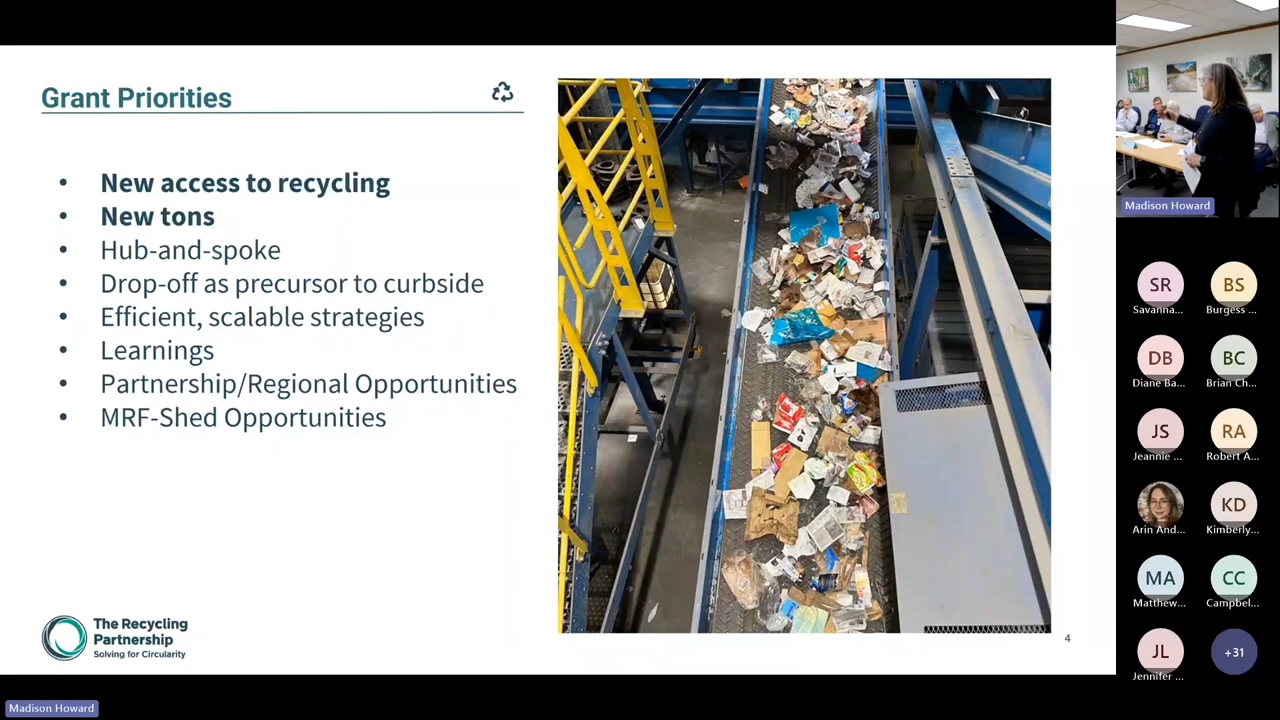 Grant Priorities
• New access to recycling
• New tons
• Hub-and-spoke
• Drop-off as precursor to curbside
• Efficient, scalable strategies
• Learnings
• Partnership/Regional Opportunities
• MRF-Shed Opportunities
The Recycling
Partnership
Solving for Circularity
4
Madison Howard
SR
Savanna...
BS
Burgess ...
DB
Diane Ba...
BC
Brian Ch...
JS
Jeannie ...
RA
Robert A...
Arin And...
KD
Kimberly...
MA
Matthew...
CC
Campbel...
JL
Jennifer ...
+31
Madison Howard